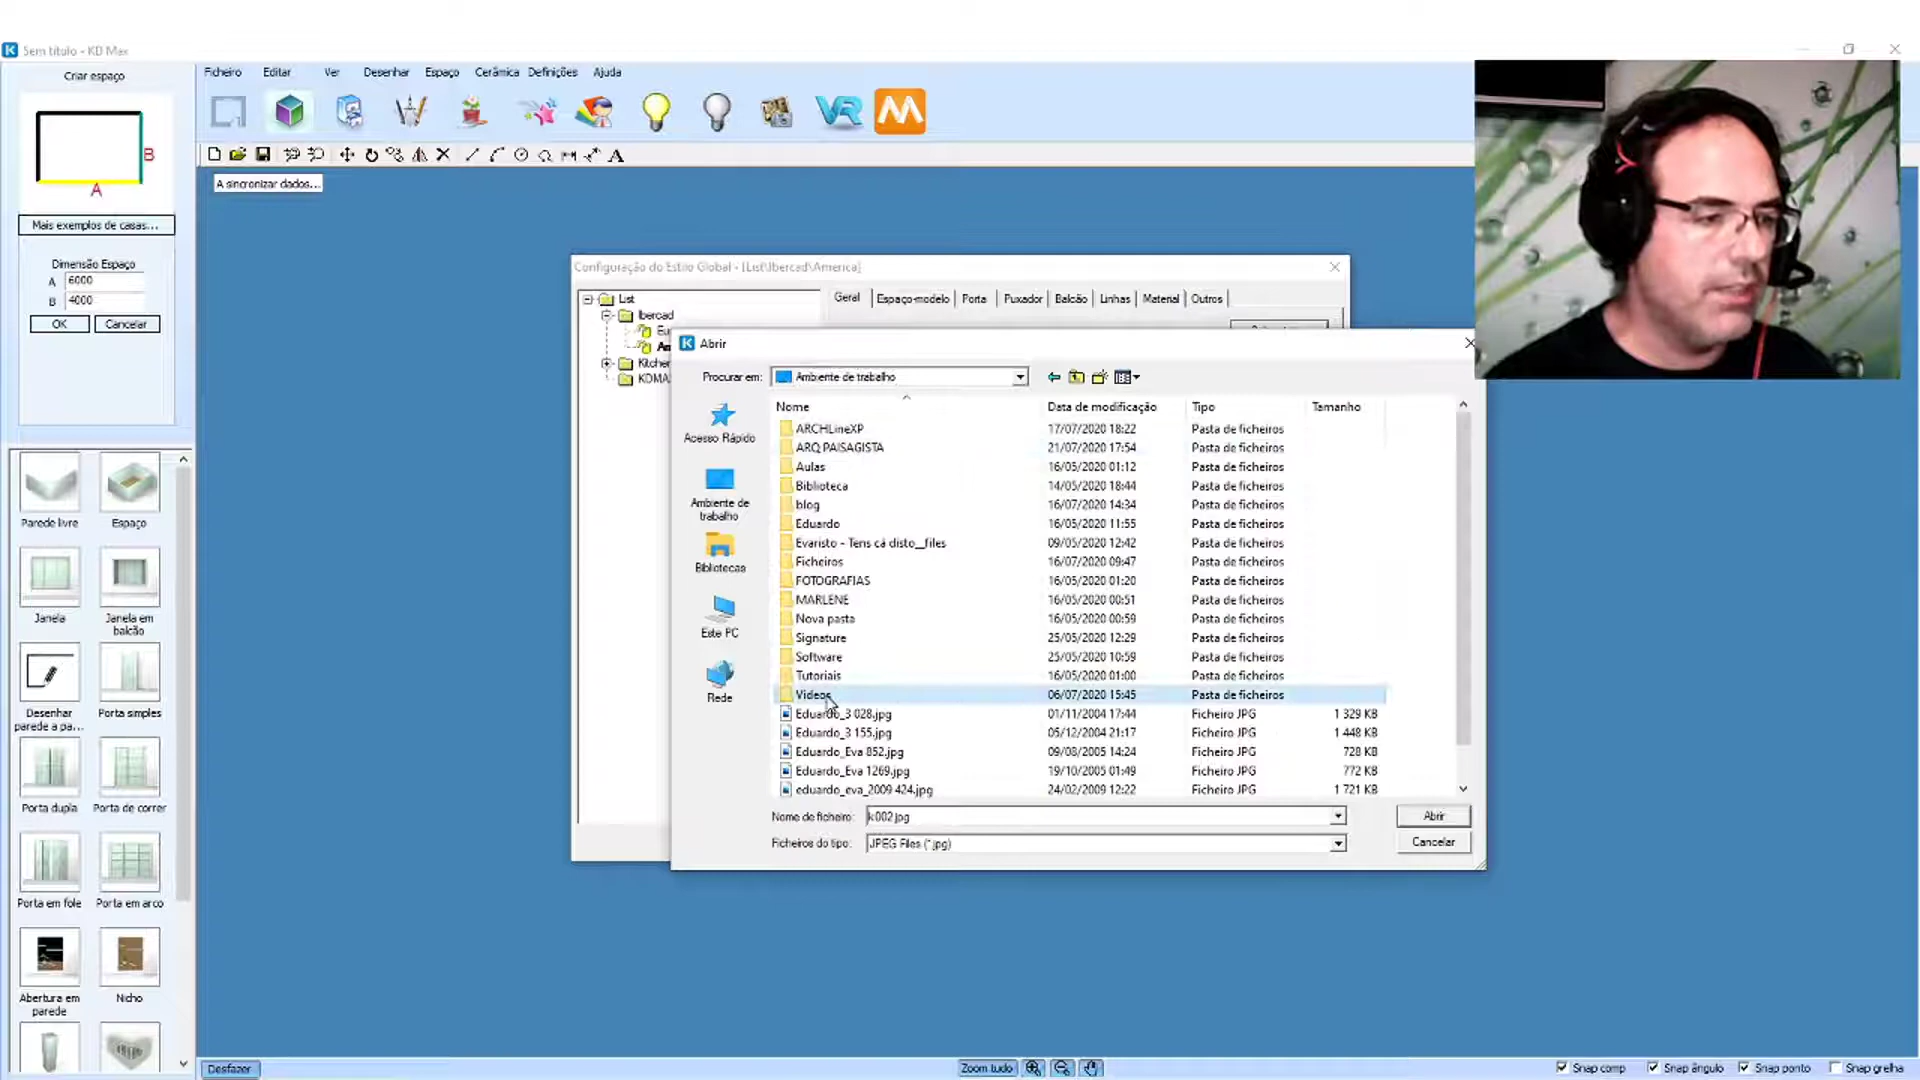 Sem título - KD Max
Criar espaço
Ficheiro Editar Ver Desenhar Espaço Cerâmica Definições Ajuda
B
A
VR
A sincronizar dados...
Mais exemplos de casas...
Dimensão Espaço
A 6000
B 4000
OK Cancelar
Configuração do Estilo Global - [List\Ibercad\America]
List
Ibercad
Geral Espaço-modelo Porta Puxador Balcão Linhas Material Outros
Abrir
Procurar em: Ambiente de trabalho
Nome Data de modificação Tipo Tamanho
ARCHLineXP 17/07/2020 18:22 Pasta de ficheiros
ARQ PAISAGISTA 21/07/2020 17:54 Pasta de ficheiros
Aulas 16/05/2020 01:12 Pasta de ficheiros
Biblioteca 14/05/2020 18:44 Pasta de ficheiros
blog 16/07/2020 14:34 Pasta de ficheiros
Eduardo 16/05/2020 11:55 Pasta de ficheiros
Evaristo - Tens cá disto__files 09/05/2020 12:42 Pasta de ficheiros
Ficheiros 16/07/2020 09:47 Pasta de ficheiros
FOTOGRAFIAS 16/05/2020 01:20 Pasta de ficheiros
MARLENE 16/05/2020 00:51 Pasta de ficheiros
Nova pasta 16/05/2020 00:59 Pasta de ficheiros
Signature 25/05/2020 12:29 Pasta de ficheiros
Software 25/05/2020 10:59 Pasta de ficheiros
Tutoriais 16/05/2020 01:00 Pasta de ficheiros
Videos 06/07/2020 15:45 Pasta de ficheiros
Eduardo_3 028.jpg 01/11/2004 17:44 Ficheiro JPG 1 329 KB
Eduardo_3 155.jpg 05/12/2004 21:17 Ficheiro JPG 1 448 KB
Eduardo_Eva 852.jpg 09/08/2005 14:24 Ficheiro JPG 728 KB
Eduardo_Eva 1269.jpg 19/10/2005 01:49 Ficheiro JPG 772 KB
eduardo_eva_2009 424.jpg 24/02/2009 12:22 Ficheiro JPG 1 721 KB
Acesso Rápido
Ambiente de
trabalho
Bibliotecas
Este PC
Rede
Nome de ficheiro: k002.jpg Abrir
Ficheiros do tipo: JPEG Files (*.jpg) Cancelar
Parede livre Espaço
Janela Janela em
balcão
Desenhar
parede a pa... Porta simples
Porta dupla Porta de correr
Porta em fole Porta em arco
Abertura em
parede Nicho
Desfazer Zoom tudo Snap comp Snap ângulo Snap ponto Snap grelha